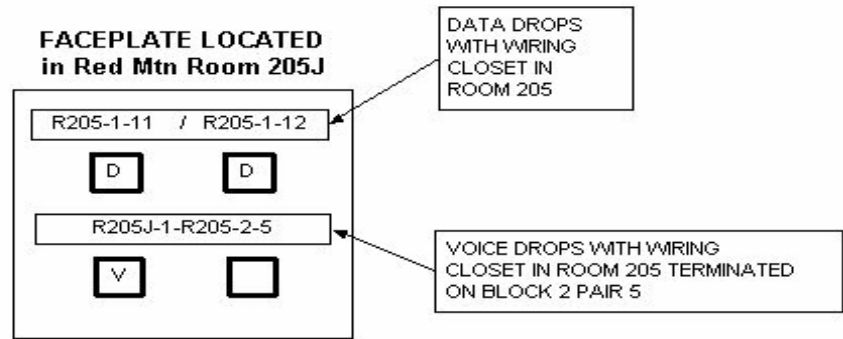 FACEPLATE LOCATED
in Red Mtn Room 205J
R205-1-11 / R205-1-12
D D
R205J-1-R205-2-5
V
DATA DROPS
WITH WIRING
CLOSET IN
ROOM 205
VOICE DROPS WITH WIRING
CLOSET IN ROOM 205 TERMINATED
ON BLOCK 2 PAIR 5